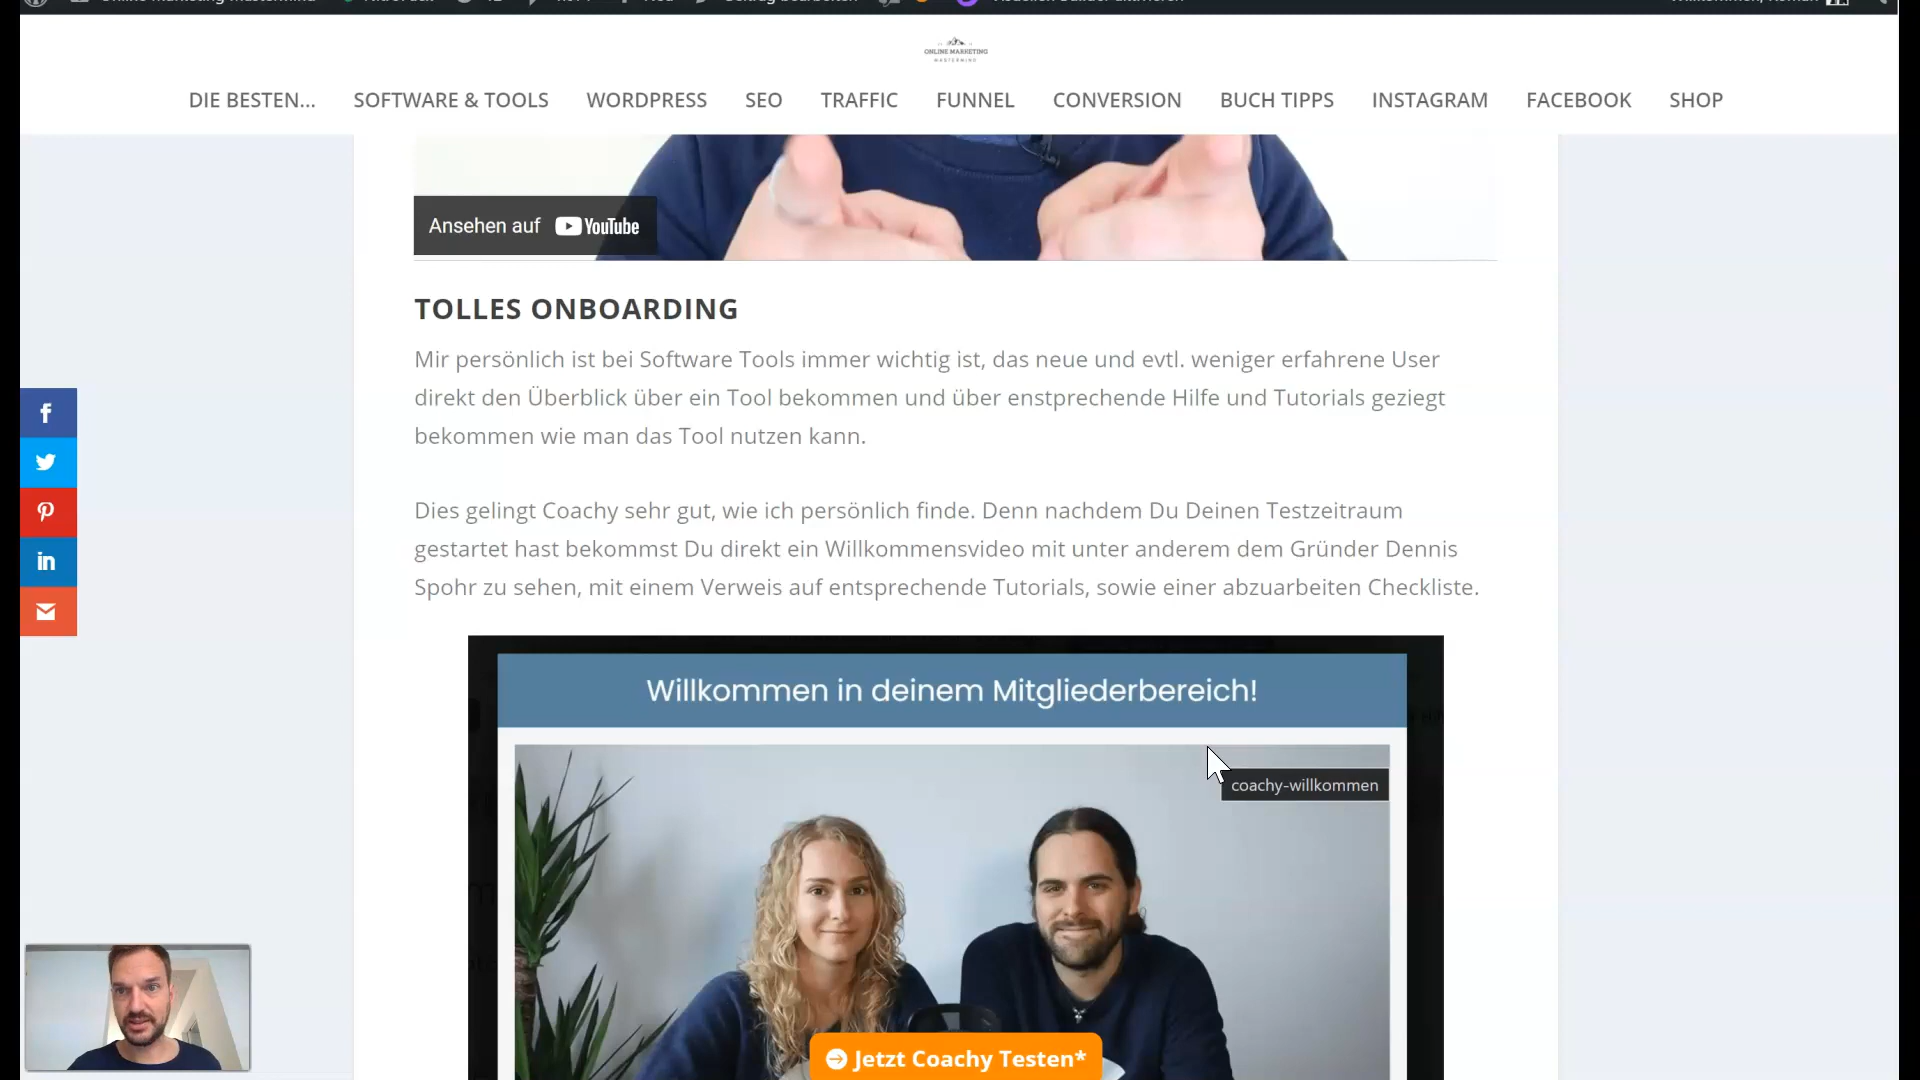 ONLINE MARKETING
MASTERMIND
DIE BESTEN... SOFTWARE & TOOLS WORDPRESS SEO TRAFFIC FUNNEL CONVERSION BUCH TIPPS INSTAGRAM FACEBOOK SHOP
Ansehen auf YouTube
TOLLES ONBOARDING
Mir persönlich ist bei Software Tools immer wichtig ist, das neue und evtl. weniger erfahrene User
direkt den Überblick über ein Tool bekommen und über enstprechende Hilfe und Tutorials geziegt
bekommen wie man das Tool nutzen kann.
Dies gelingt Coachy sehr gut, wie ich persönlich finde. Denn nachdem Du Deinen Testzeitraum
gestartet hast bekommst Du direkt ein Willkommensvideo mit unter anderem dem Gründer Dennis
Spohr zu sehen, mit einem Verweis auf entsprechende Tutorials, sowie einer abzuarbeiten Checkliste.
Willkommen in deinem Mitgliederbereich!
coachy-willkommen
Jetzt Coachy Testen*